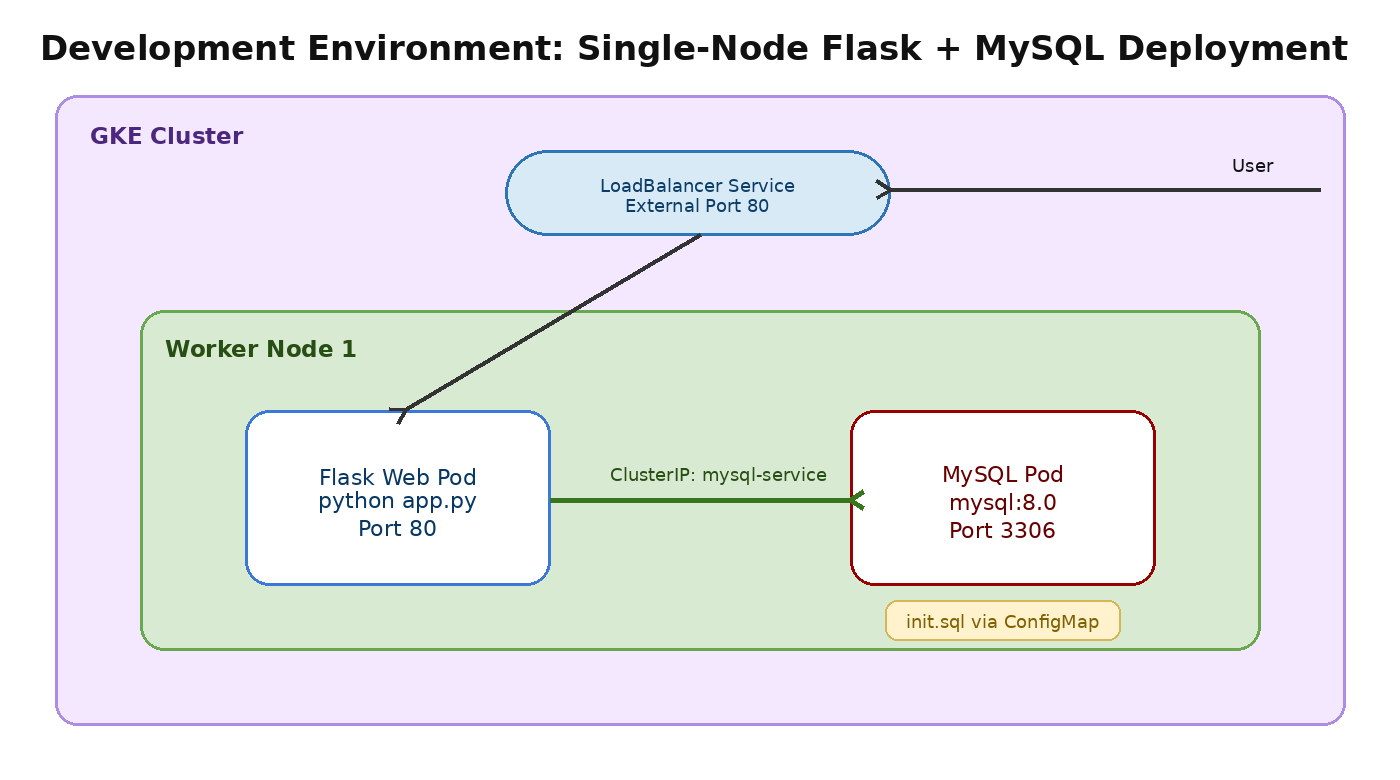 Development Environment: Single-Node Flask + MySQL Deployment
GKE Cluster
User
LoadBalancer Service
External Port 80
Worker Node 1
Flask Web Pod
python app.py
Port 80
ClusterIP: mysql-service
MySQL Pod
mysql:8.0
Port 3306
init.sql via ConfigMap